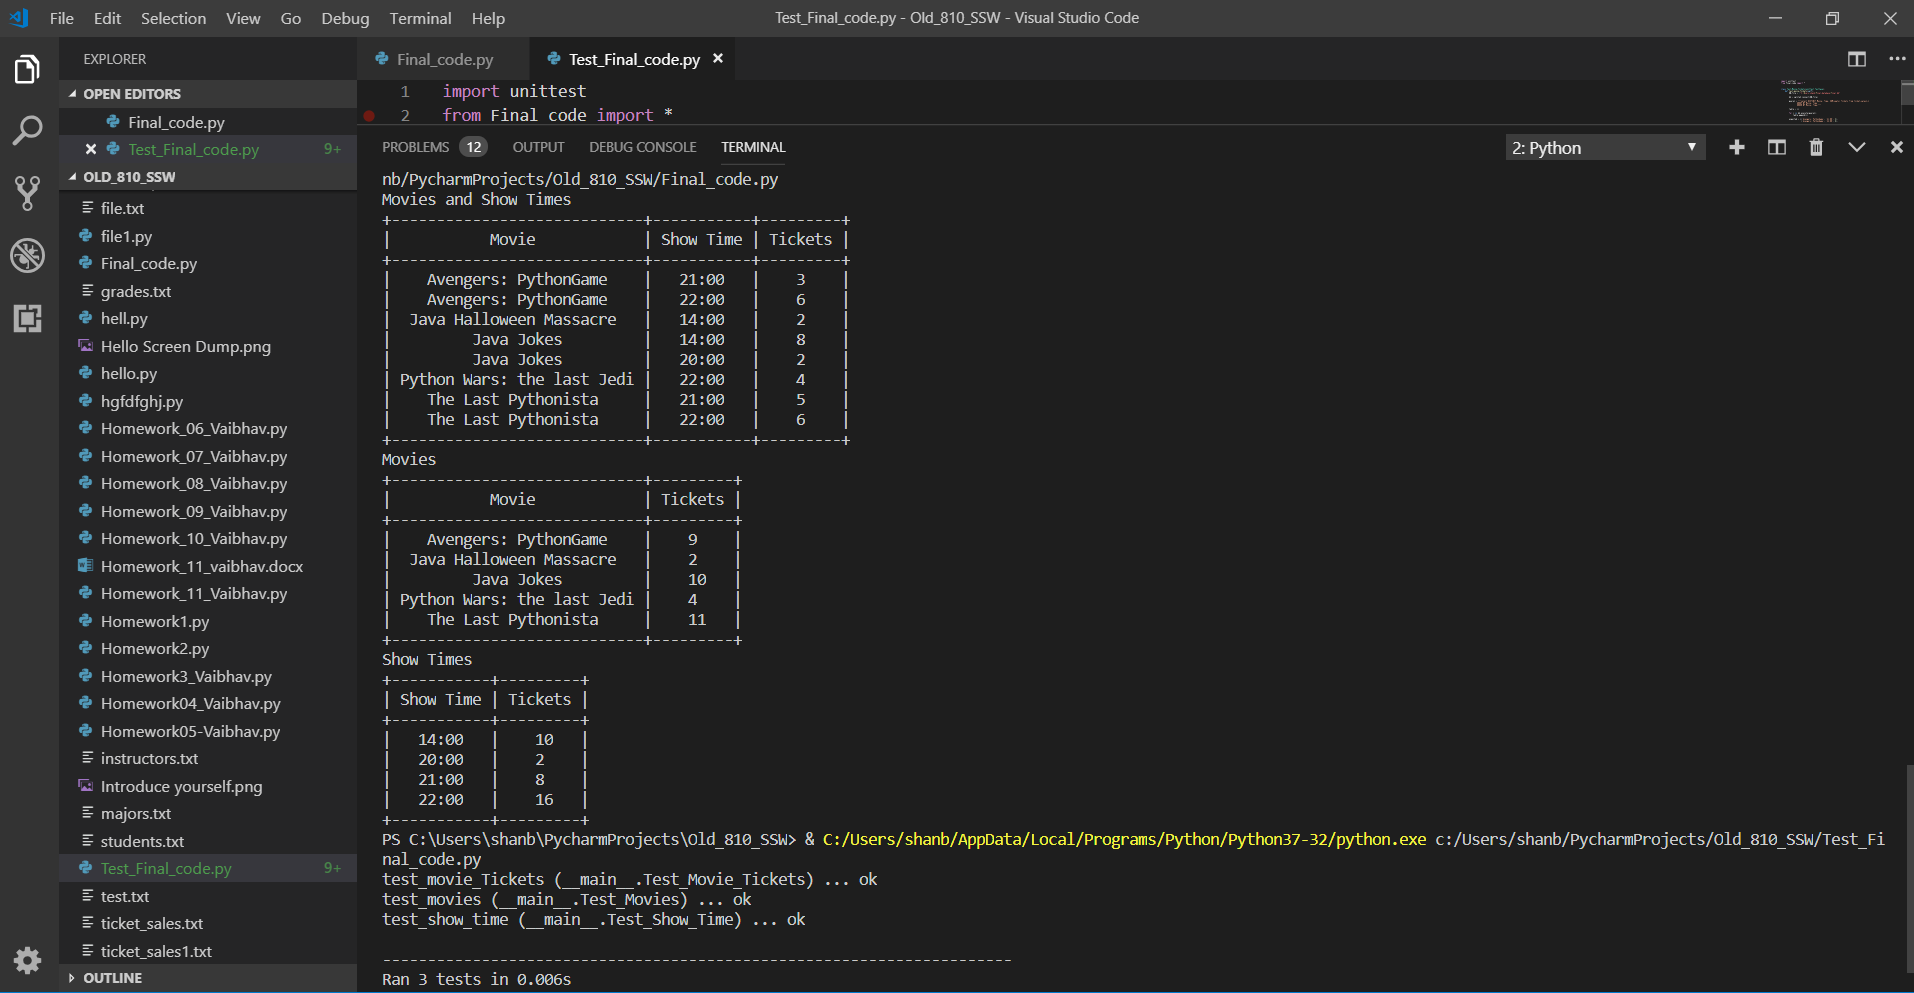 File Edit Selection View Go Debug Terminal Help
Test_Final_code.py - Old_810_SSW - Visual Studio Code
EXPLORER
OPEN EDITORS
Final_code.py
Test_Final_code.py 9+
OLD_810_SSW
file.txt
file1.py
Final_code.py
grades.txt
hell.py
Hello Screen Dump.png
hello.py
hgfdfghj.py
Homework_06_Vaibhav.py
Homework_07_Vaibhav.py
Homework_08_Vaibhav.py
Homework_09_Vaibhav.py
Homework_10_Vaibhav.py
Homework_11_vaibhav.docx
Homework_11_Vaibhav.py
Homework1.py
Homework2.py
Homework3_Vaibhav.py
Homework04_Vaibhav.py
Homework05-Vaibhav.py
instructors.txt
Introduce yourself.png
majors.txt
students.txt
Test_Final_code.py 9+
test.txt
ticket_sales.txt
ticket_sales1.txt
OUTLINE
Final_code.py Test_Final_code.py
1 import unittest
2 from Final code import *
PROBLEMS 12 OUTPUT DEBUG CONSOLE TERMINAL 2: Python
nb/PycharmProjects/Old_810_SSW/Final_code.py
Movies and Show Times
+----------------------------+-----------+---------+
| Movie | Show Time | Tickets |
+----------------------------+-----------+---------+
| Avengers: PythonGame | 21:00 | 3 |
| Avengers: PythonGame | 22:00 | 6 |
| Java Halloween Massacre | 14:00 | 2 |
| Java Jokes | 14:00 | 8 |
| Java Jokes | 20:00 | 2 |
| Python Wars: the last Jedi | 22:00 | 4 |
| The Last Pythonista | 21:00 | 5 |
| The Last Pythonista | 22:00 | 6 |
+----------------------------+-----------+---------+
Movies
+----------------------------+---------+
| Movie | Tickets |
+----------------------------+---------+
| Avengers: PythonGame | 9 |
| Java Halloween Massacre | 2 |
| Java Jokes | 10 |
| Python Wars: the last Jedi | 4 |
| The Last Pythonista | 11 |
+----------------------------+---------+
Show Times
+-----------+---------+
| Show Time | Tickets |
+-----------+---------+
| 14:00 | 10 |
| 20:00 | 2 |
| 21:00 | 8 |
| 22:00 | 16 |
+-----------+---------+
PS C:\Users\shanb\PycharmProjects\Old_810_SSW> & C:/Users/shanb/AppData/Local/Programs/Python/Python37-32/python.exe c:/Users/shanb/PycharmProjects/Old_810_SSW/Test_Fi
nal_code.py
test_movie_Tickets (__main__.Test_Movie_Tickets) ... ok
test_movies (__main__.Test_Movies) ... ok
test_show_time (__main__.Test_Show_Time) ... ok
----------------------------------------------------------------------
Ran 3 tests in 0.006s